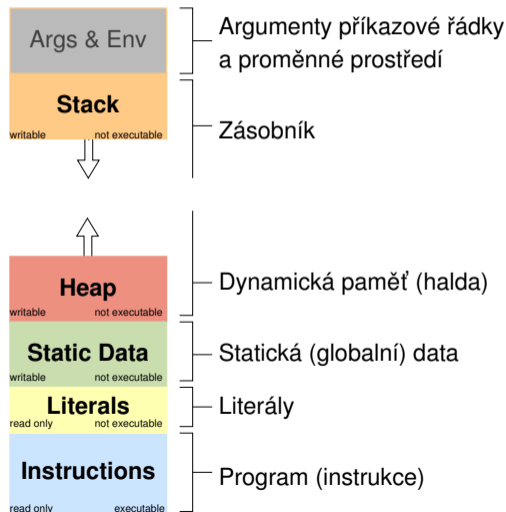 Args & Env
Argumenty příkazové řádky
a proměnné prostředí
Stack
writable not executable
Zásobník
Heap
writable not executable
Dynamická paměť (halda)
Static Data
writable not executable
Statická (globalní) data
Literals
read only not executable
Literály
Instructions
read only executable
Program (instrukce)